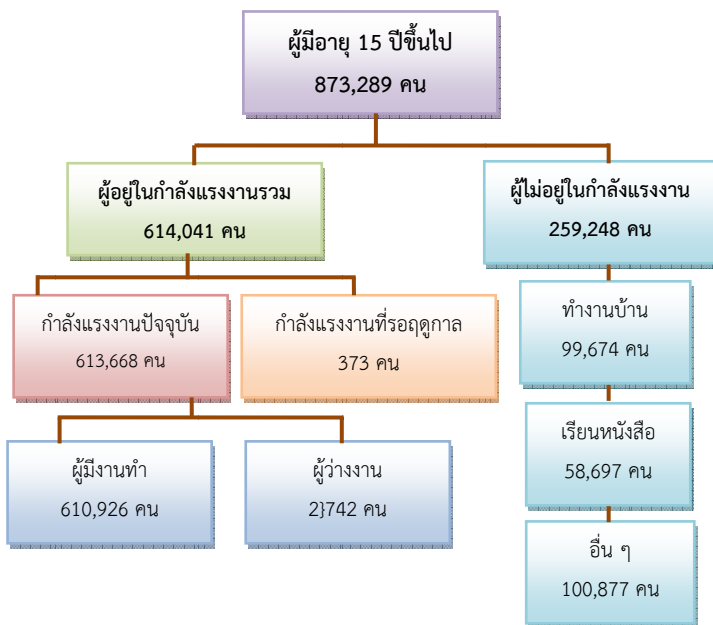 ผู้มีอายุ 15 ปีขึ้นไป
873,289 คน
ผู้อยู่ในกำลังแรงงานรวม
614,041 คน
ผู้ไม่อยู่ในกำลังแรงงาน
259,248 คน
กำลังแรงงานปัจจุบัน
613,668 คน
กำลังแรงงานที่รอฤดูกาล
373 คน
ทำงานบ้าน
99,674 คน
ผู้มีงานทำ
610,926 คน
ผู้ว่างงาน
2}742 คน
เรียนหนังสือ
58,697 คน
อื่น ๆ
100,877 คน